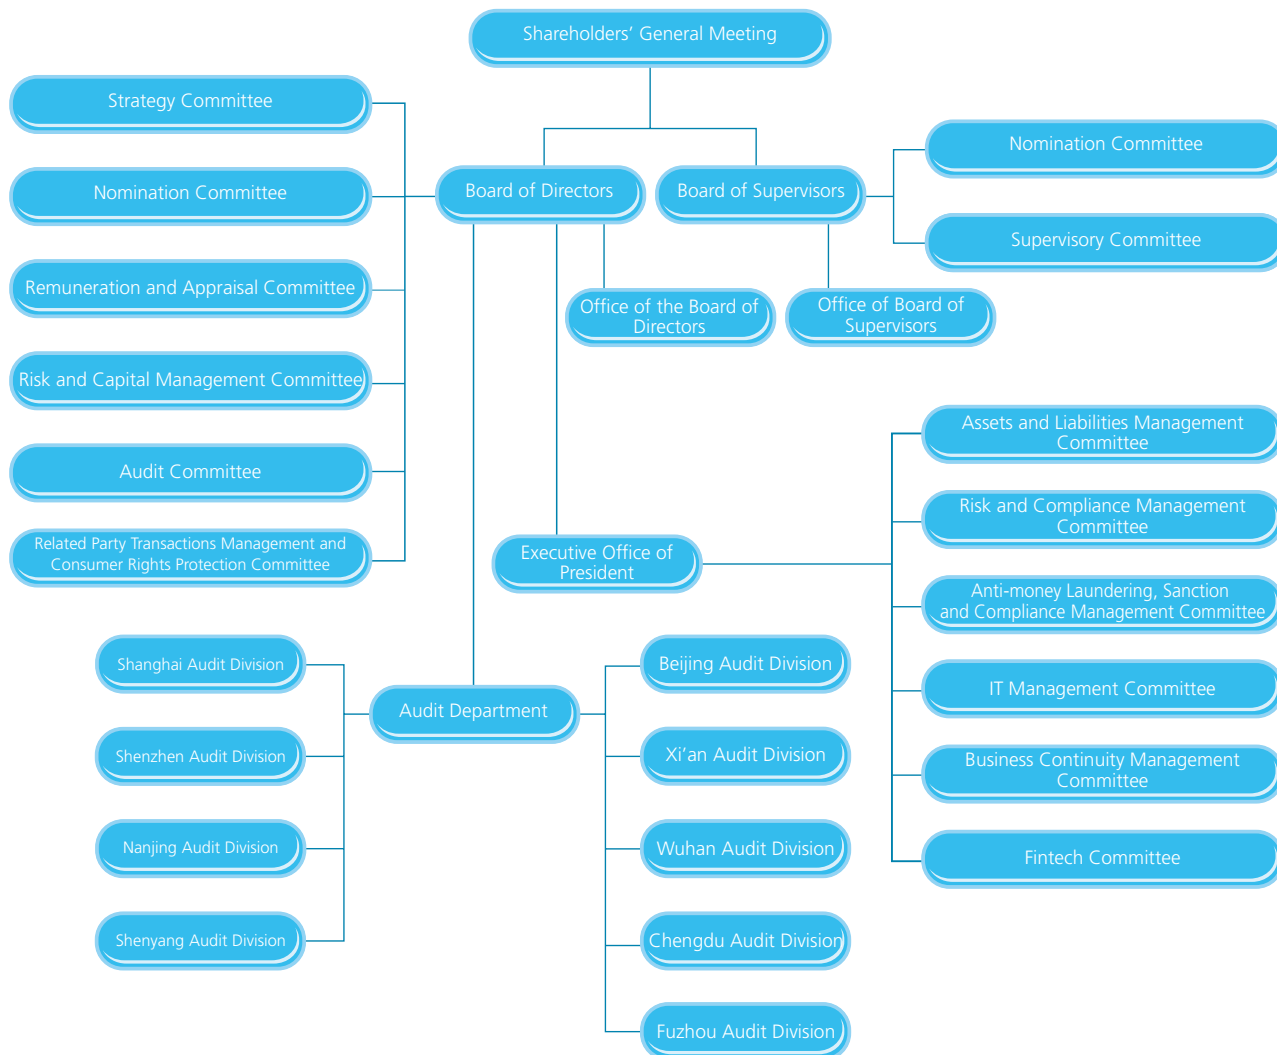 Shareholders’ General Meeting
Strategy Committee
Nomination Committee
Remuneration and Appraisal Committee
Risk and Capital Management Committee
Audit Committee
Related Party Transactions Management and
Consumer Rights Protection Committee
Board of Directors
Board of Supervisors
Nomination Committee
Supervisory Committee
Office of the Board of
Directors
Office of Board of
Supervisors
Executive Office of
President
Assets and Liabilities Management
Committee
Risk and Compliance Management
Committee
Anti-money Laundering, Sanction
and Compliance Management Committee
IT Management Committee
Business Continuity Management
Committee
Fintech Committee
Audit Department
Shanghai Audit Division
Shenzhen Audit Division
Nanjing Audit Division
Shenyang Audit Division
Beijing Audit Division
Xi’an Audit Division
Wuhan Audit Division
Chengdu Audit Division
Fuzhou Audit Division